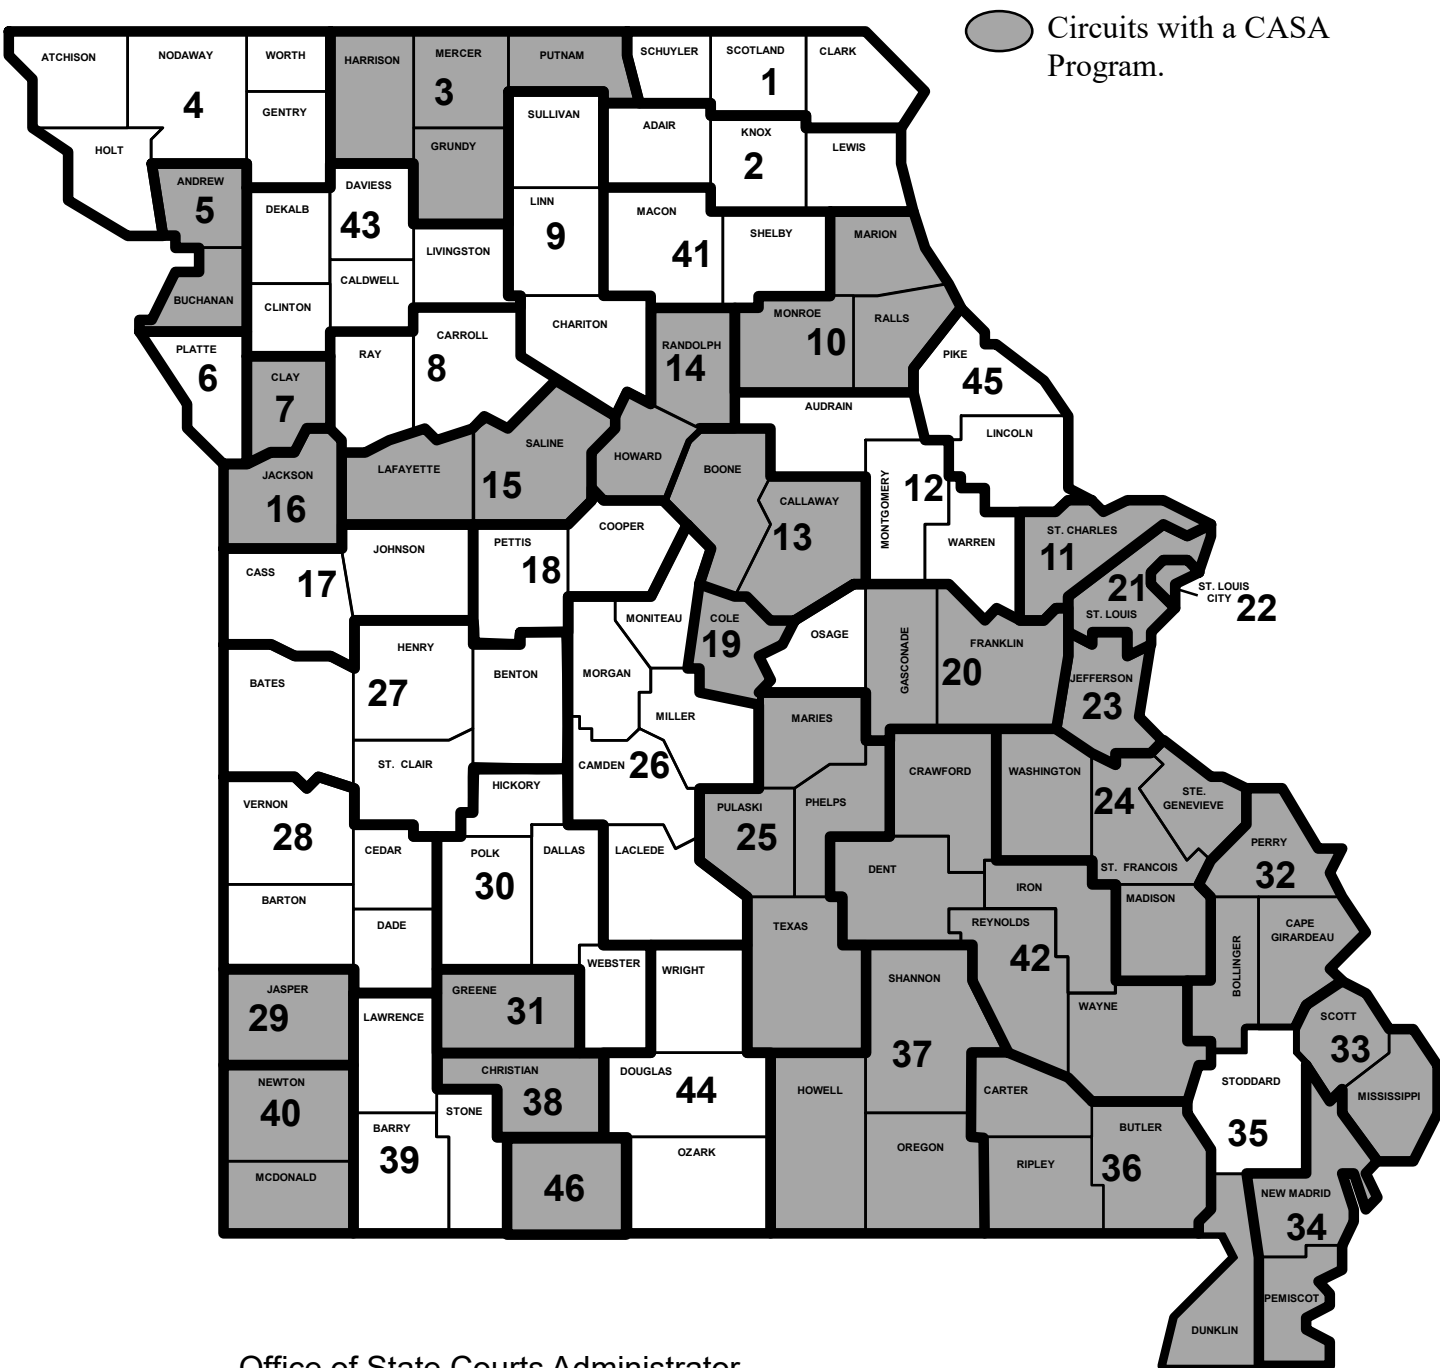 Circuits with a CASA
Program.
ATCHISON
NODAWAY
WORTH
HARRISON
MERCER
PUTNAM
SCHUYLER
SCOTLAND
CLARK
4
3
1
GENTRY
SULLIVAN
ADAIR
KNOX
HOLT
GRUNDY
LEWIS
2
ANDREW
DAVIESS
5
DEKALB
43
LINN
MACON
9
SHELBY
MARION
41
LIVINGSTON
CALDWELL
BUCHANAN
CLINTON
CHARITON
MONROE
RALLS
CARROLL
RANDOLPH
10
PLATTE
RAY
8
14
PIKE
6
CLAY
45
7
AUDRAIN
LINCOLN
SALINE
HOWARD
LAFAYETTE
BOONE
JACKSON
15
MONTGOMERY
12
CALLAWAY
16
COOPER
13
ST. CHARLES
JOHNSON
PETTIS
WARREN
11
CASS
17
18
21
ST. LOUIS
CITY
22
ST. LOUIS
MONITEAU
COLE
OSAGE
19
HENRY
FRANKLIN
GASCONADE
BATES
27
BENTON
MORGAN
20
JEFFERSON
MILLER
MARIES
23
ST. CLAIR
CAMDEN
26
CRAWFORD
WASHINGTON
HICKORY
STE.
GENEVIEVE
VERNON
PULASKI
PHELPS
24
28
25
CEDAR
POLK
DALLAS
LACLEDE
PERRY
30
DENT
ST. FRANCOIS
32
IRON
BARTON
MADISON
DADE
TEXAS
REYNOLDS
CAPE
GIRARDEAU
42
BOLLINGER
WEBSTER
WRIGHT
SHANNON
JASPER
GREENE
31
29
LAWRENCE
WAYNE
SCOTT
37
33
CHRISTIAN
DOUGLAS
NEWTON
38
44
HOWELL
CARTER
STODDARD
MISSISSIPPI
40
STONE
BARRY
BUTLER
35
39
OZARK
OREGON
RIPLEY
36
MCDONALD
46
NEW MADRID
34
PEMISCOT
DUNKLIN
Office of State Courts Administrator